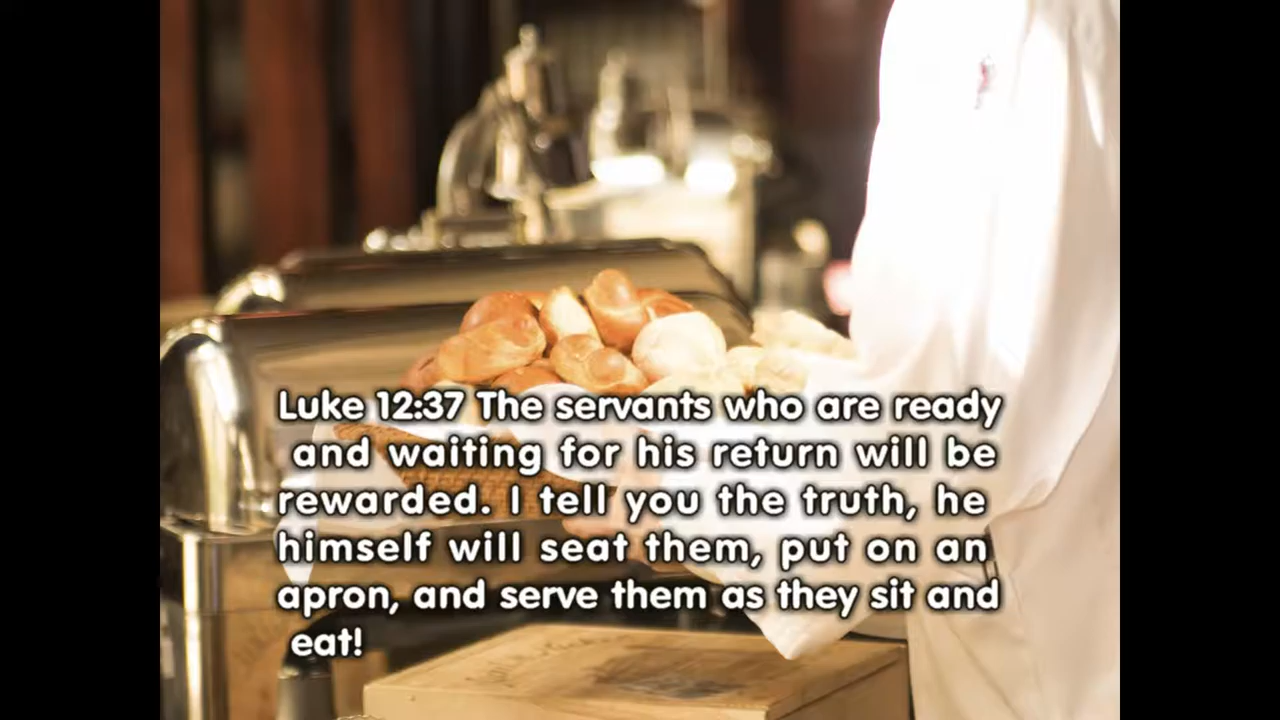 Luke 12:37 The servants who are ready
and waiting for his return will be
rewarded. I tell you the truth, he
himself will seat them, put on an
apron, and serve them as they sit and
eat!